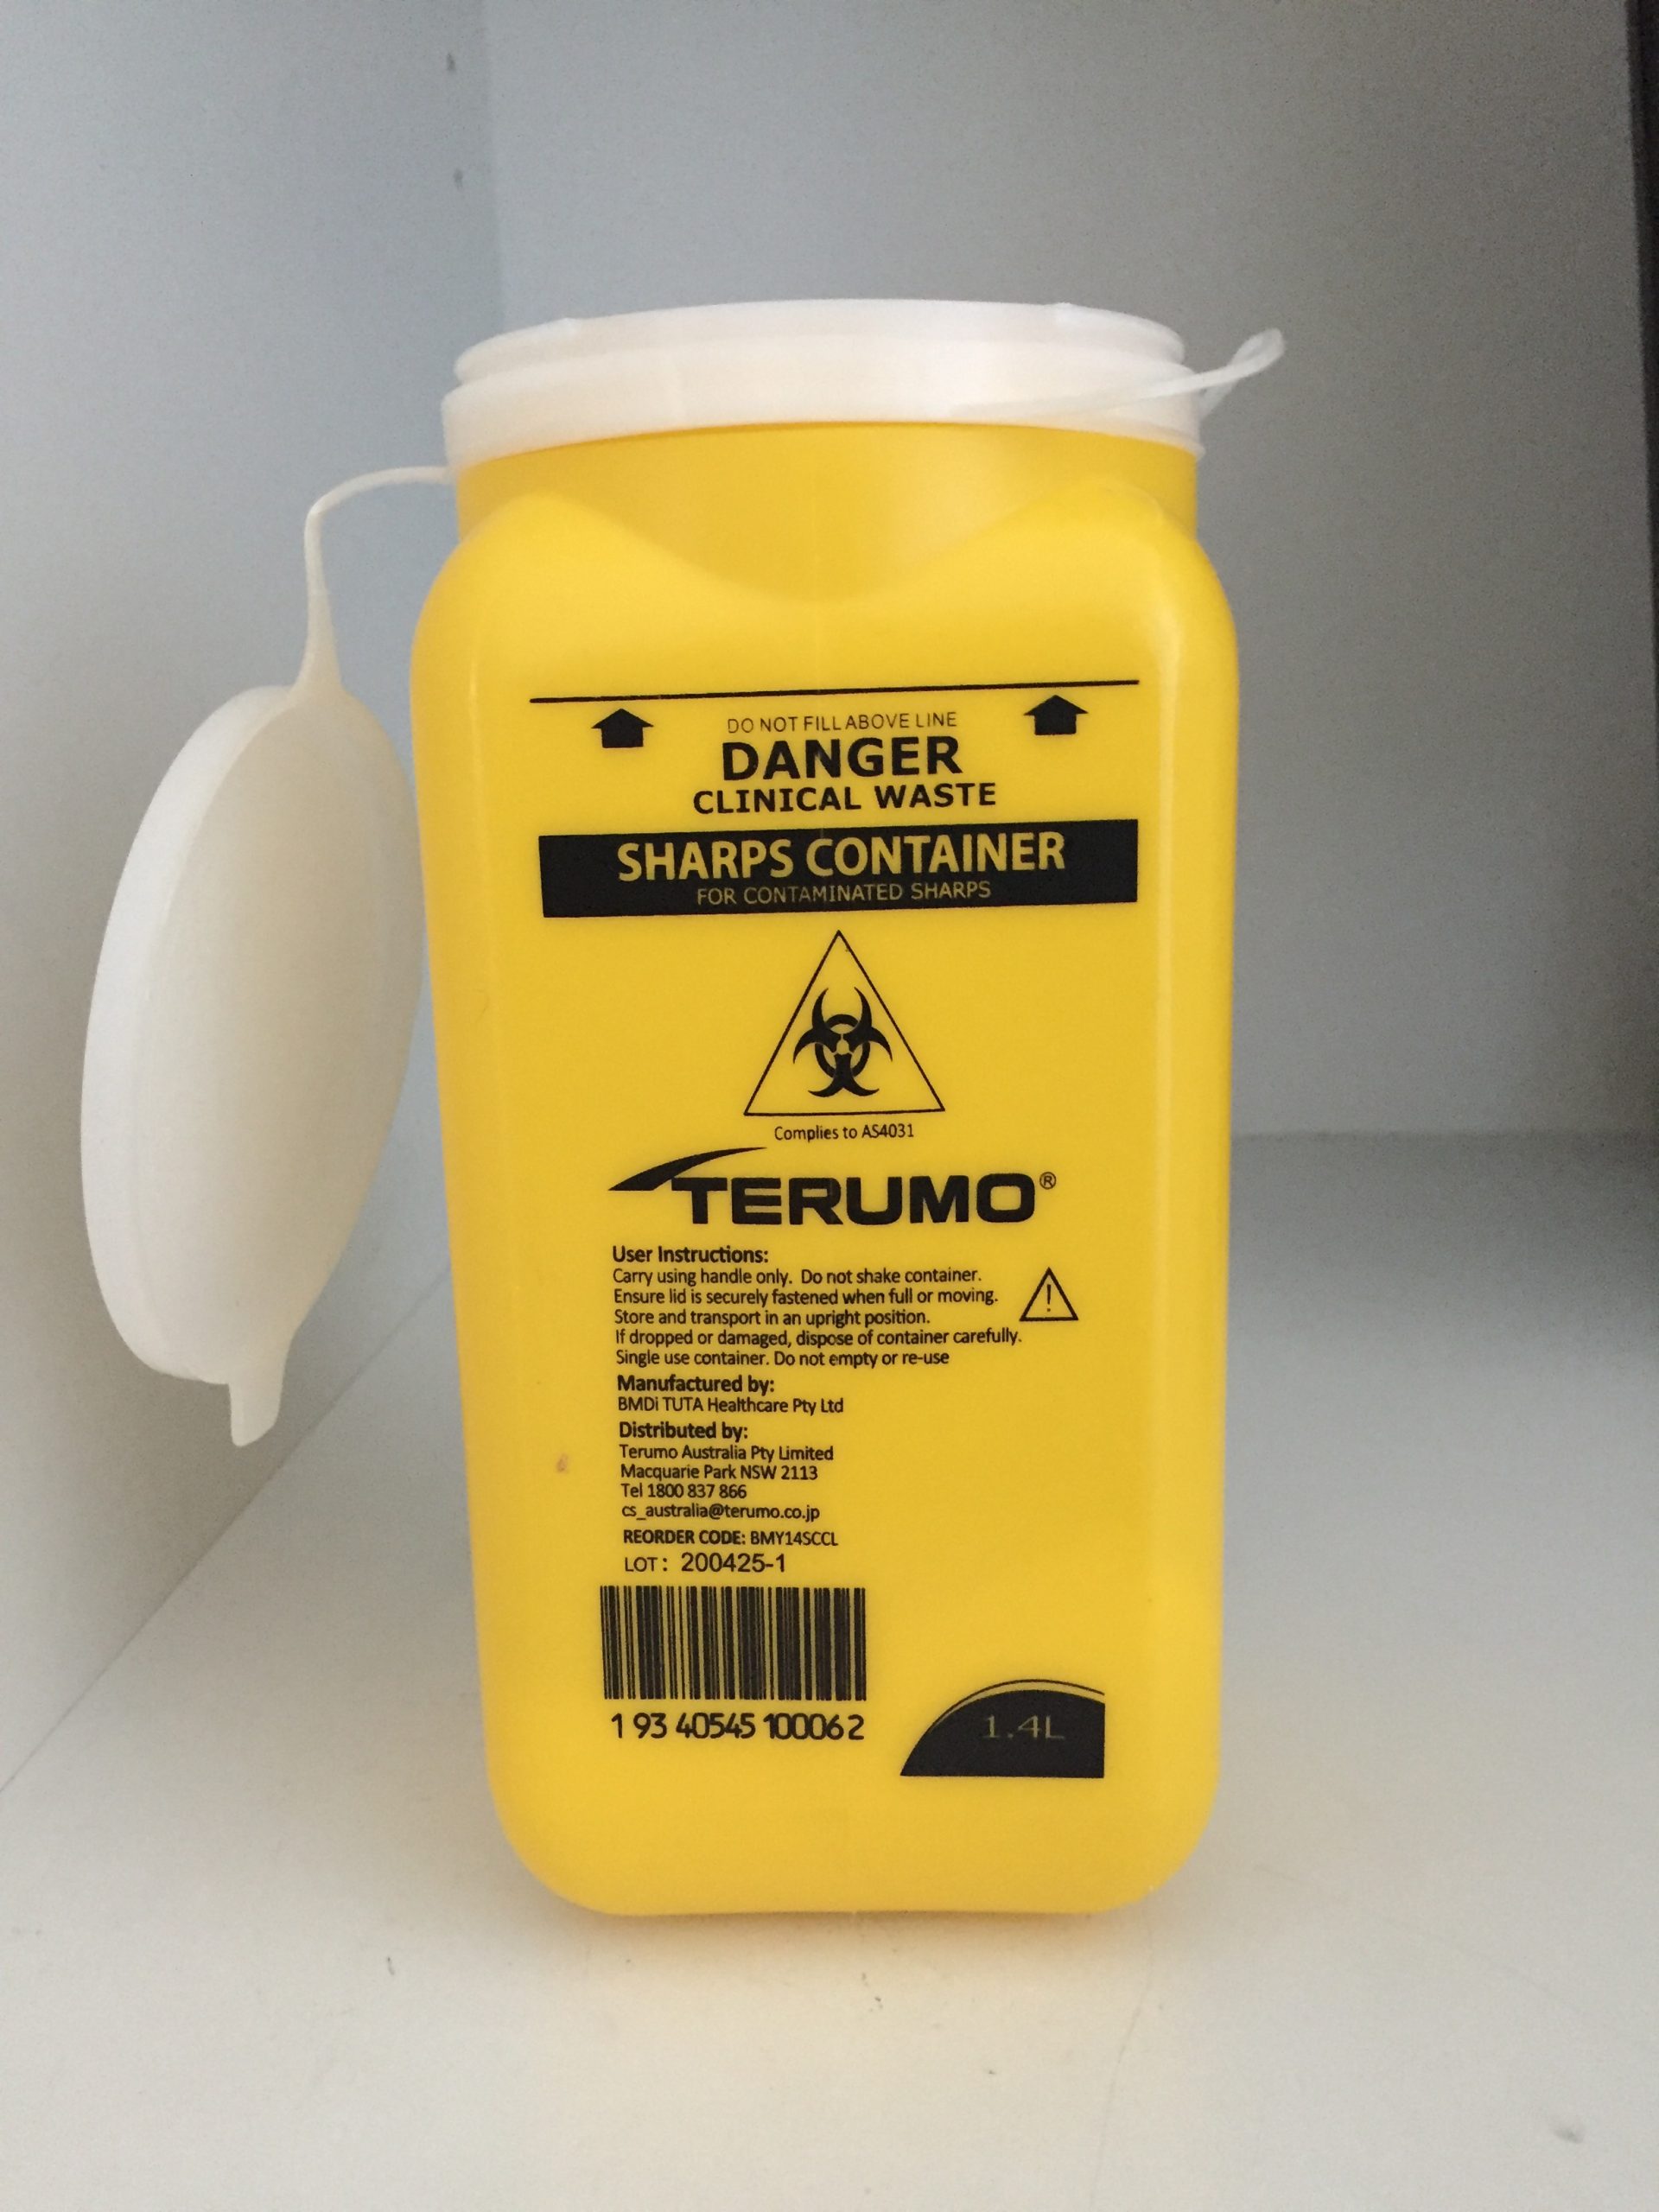 DO NOT FILL ABOVE LINE
DANGER
CLINICAL WASTE
SHARPS CONTAINER
FOR CONTAMINATED SHARPS
Complies to AS4031
TERUMO®
User Instructions:
Carry using handle only. Do not shake container.
Ensure lid is securely fastened when full or moving.
Store and transport in an upright position.
If dropped or damaged, dispose of container carefully.
Single use container. Do not empty or re-use
Manufactured by:
BMDi TUTA Healthcare Pty Ltd
Distributed by:
Terumo Australia Pty Limited
Macquarie Park NSW 2113
Tel 1800 837 866
cs_australia@terumo.co.jp
REORDER CODE: BMY14SCCL
LOT: 200425-1
1 93 40545 10006 2
1.4L